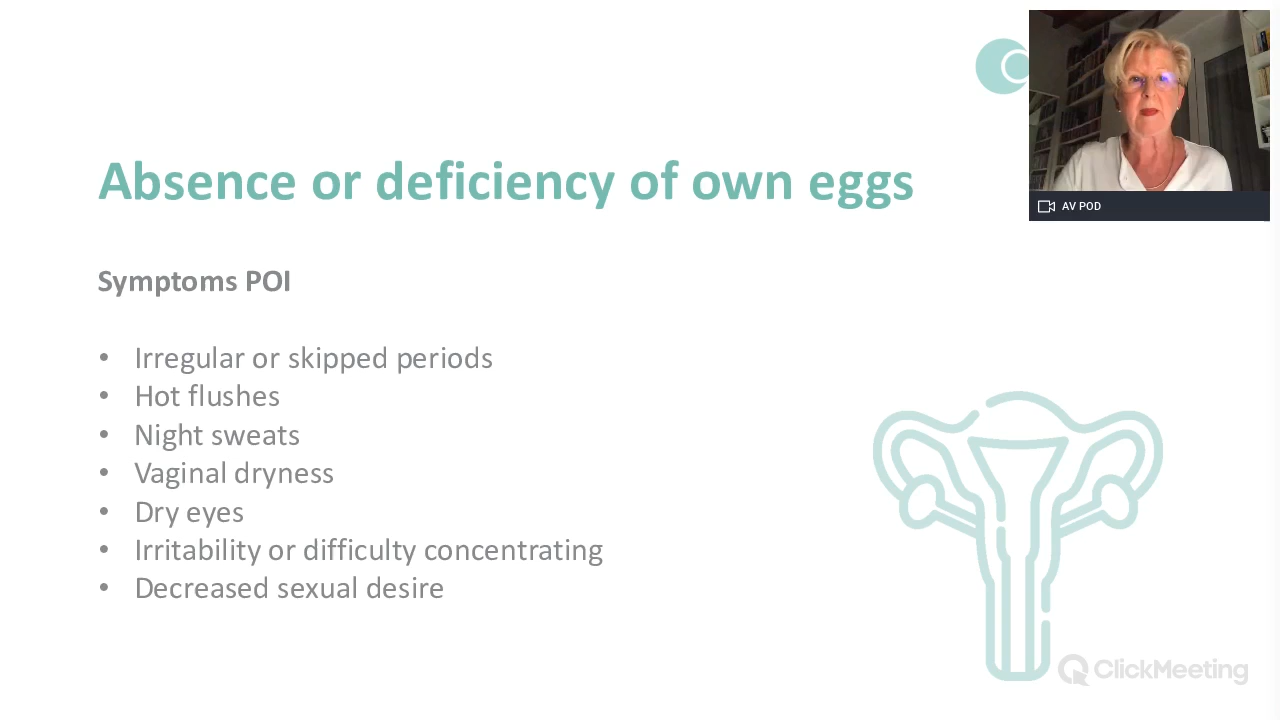 AV POD
Absence or deficiency of own eggs
Symptoms POI
• Irregular or skipped periods
• Hot flushes
• Night sweats
• Vaginal dryness
• Dry eyes
• Irritability or difficulty concentrating
• Decreased sexual desire
ClickMeeting